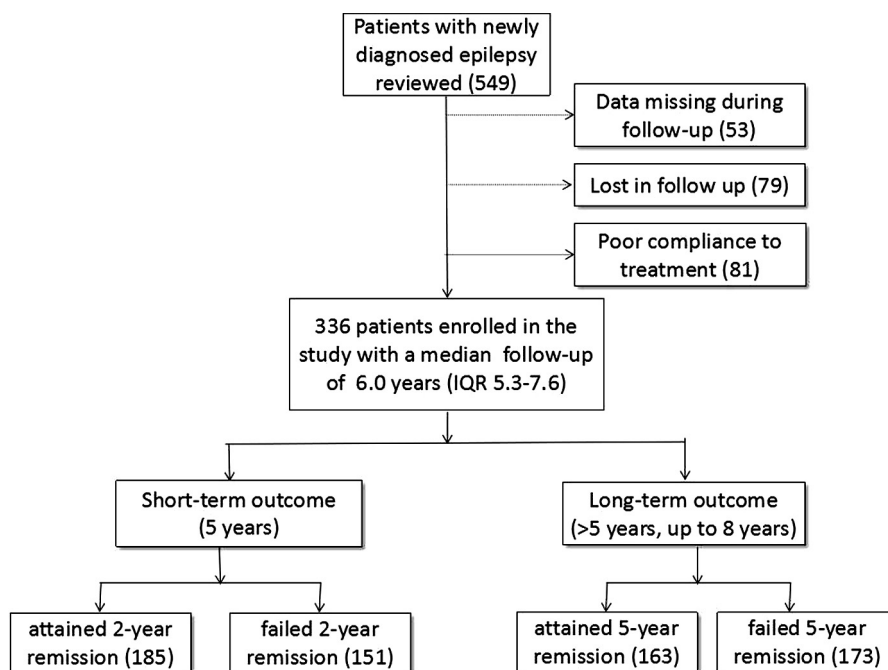 Patients with newly
diagnosed epilepsy
reviewed (549)
Data missing during
follow-up (53)
Lost in follow up (79)
Poor compliance to
treatment (81)
336 patients enrolled in the
study with a median follow-up
of 6.0 years (IQR 5.3-7.6)
Short-term outcome
(5 years)
Long-term outcome
(>5 years, up to 8 years)
attained 2-year
remission (185)
failed 2-year
remission (151)
attained 5-year
remission (163)
failed 5-year
remission (173)